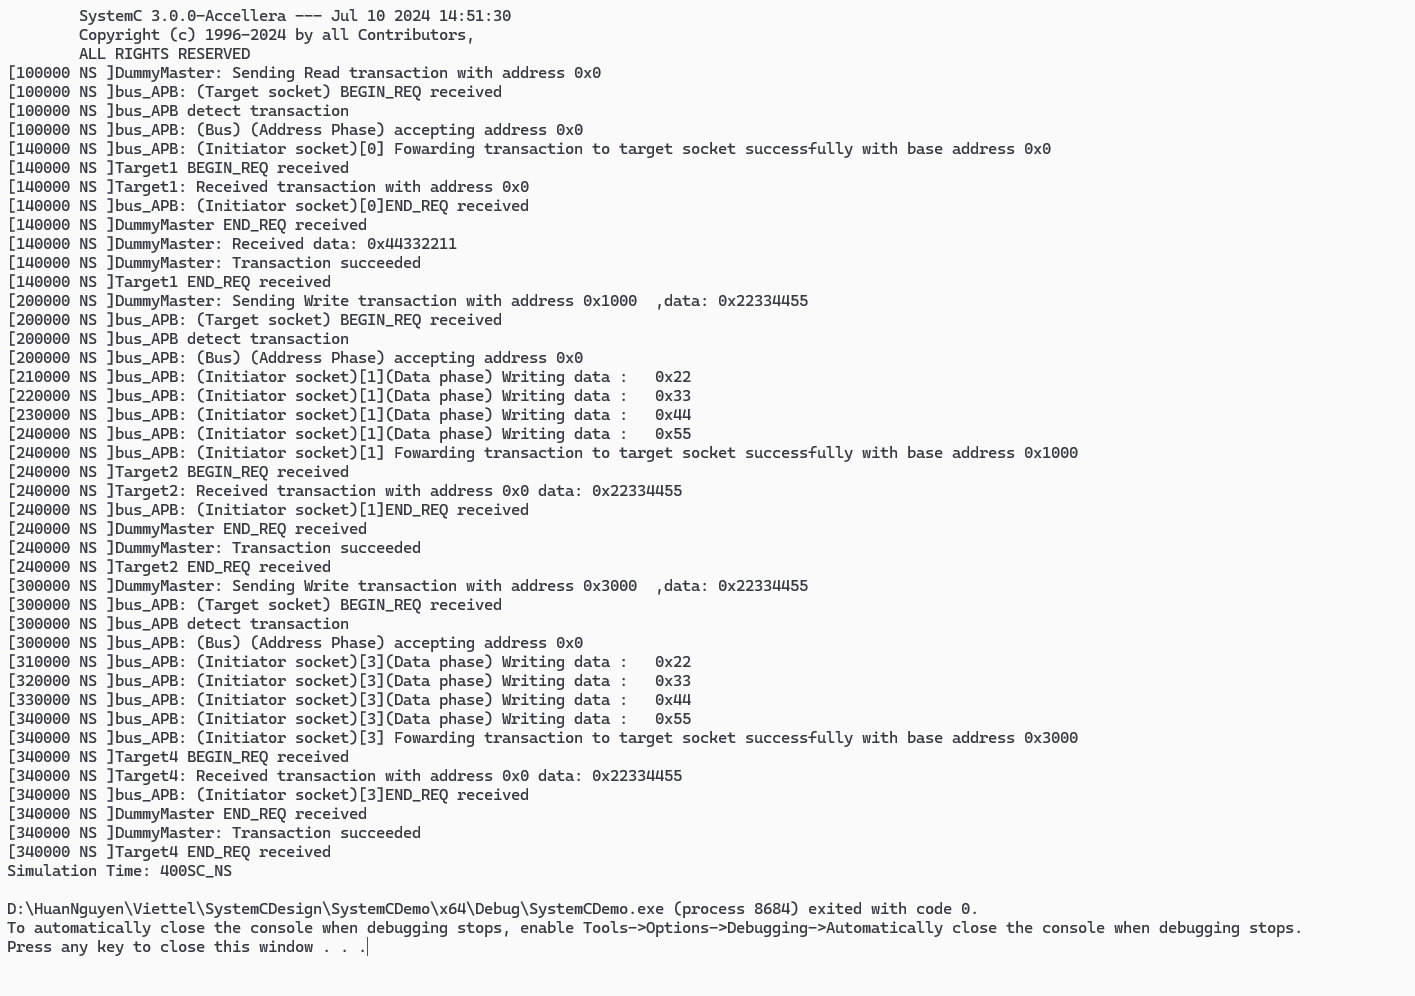 SystemC 3.0.0-Accellera --- Jul 10 2024 14:51:30
Copyright (c) 1996-2024 by all Contributors,
ALL RIGHTS RESERVED
[100000 NS ]DummyMaster: Sending Read transaction with address 0x0
[100000 NS ]bus_APB: (Target socket) BEGIN_REQ received
[100000 NS ]bus_APB detect transaction
[100000 NS ]bus_APB: (Bus) (Address Phase) accepting address 0x0
[140000 NS ]bus_APB: (Initiator socket)[0] Fowarding transaction to target socket successfully with base address 0x0
[140000 NS ]Target1 BEGIN_REQ received
[140000 NS ]Target1: Received transaction with address 0x0
[140000 NS ]bus_APB: (Initiator socket)[0]END_REQ received
[140000 NS ]DummyMaster END_REQ received
[140000 NS ]DummyMaster: Received data: 0x44332211
[140000 NS ]DummyMaster: Transaction succeeded
[140000 NS ]Target1 END_REQ received
[200000 NS ]DummyMaster: Sending Write transaction with address 0x1000  ,data: 0x22334455
[200000 NS ]bus_APB: (Target socket) BEGIN_REQ received
[200000 NS ]bus_APB detect transaction
[200000 NS ]bus_APB: (Bus) (Address Phase) accepting address 0x0
[210000 NS ]bus_APB: (Initiator socket)[1](Data phase) Writing data :   0x22
[220000 NS ]bus_APB: (Initiator socket)[1](Data phase) Writing data :   0x33
[230000 NS ]bus_APB: (Initiator socket)[1](Data phase) Writing data :   0x44
[240000 NS ]bus_APB: (Initiator socket)[1](Data phase) Writing data :   0x55
[240000 NS ]bus_APB: (Initiator socket)[1] Fowarding transaction to target socket successfully with base address 0x1000
[240000 NS ]Target2 BEGIN_REQ received
[240000 NS ]Target2: Received transaction with address 0x0 data: 0x22334455
[240000 NS ]bus_APB: (Initiator socket)[1]END_REQ received
[240000 NS ]DummyMaster END_REQ received
[240000 NS ]DummyMaster: Transaction succeeded
[240000 NS ]Target2 END_REQ received
[300000 NS ]DummyMaster: Sending Write transaction with address 0x3000  ,data: 0x22334455
[300000 NS ]bus_APB: (Target socket) BEGIN_REQ received
[300000 NS ]bus_APB detect transaction
[300000 NS ]bus_APB: (Bus) (Address Phase) accepting address 0x0
[310000 NS ]bus_APB: (Initiator socket)[3](Data phase) Writing data :   0x22
[320000 NS ]bus_APB: (Initiator socket)[3](Data phase) Writing data :   0x33
[330000 NS ]bus_APB: (Initiator socket)[3](Data phase) Writing data :   0x44
[340000 NS ]bus_APB: (Initiator socket)[3](Data phase) Writing data :   0x55
[340000 NS ]bus_APB: (Initiator socket)[3] Fowarding transaction to target socket successfully with base address 0x3000
[340000 NS ]Target4 BEGIN_REQ received
[340000 NS ]Target4: Received transaction with address 0x0 data: 0x22334455
[340000 NS ]bus_APB: (Initiator socket)[3]END_REQ received
[340000 NS ]DummyMaster END_REQ received
[340000 NS ]DummyMaster: Transaction succeeded
[340000 NS ]Target4 END_REQ received
Simulation Time: 400SC_NS
D:\HuanNguyen\Viettel\SystemCDesign\SystemCDemo\x64\Debug\SystemCDemo.exe (process 8684) exited with code 0.
To automatically close the console when debugging stops, enable Tools->Options->Debugging->Automatically close the console when debugging stops.
Press any key to close this window . . .